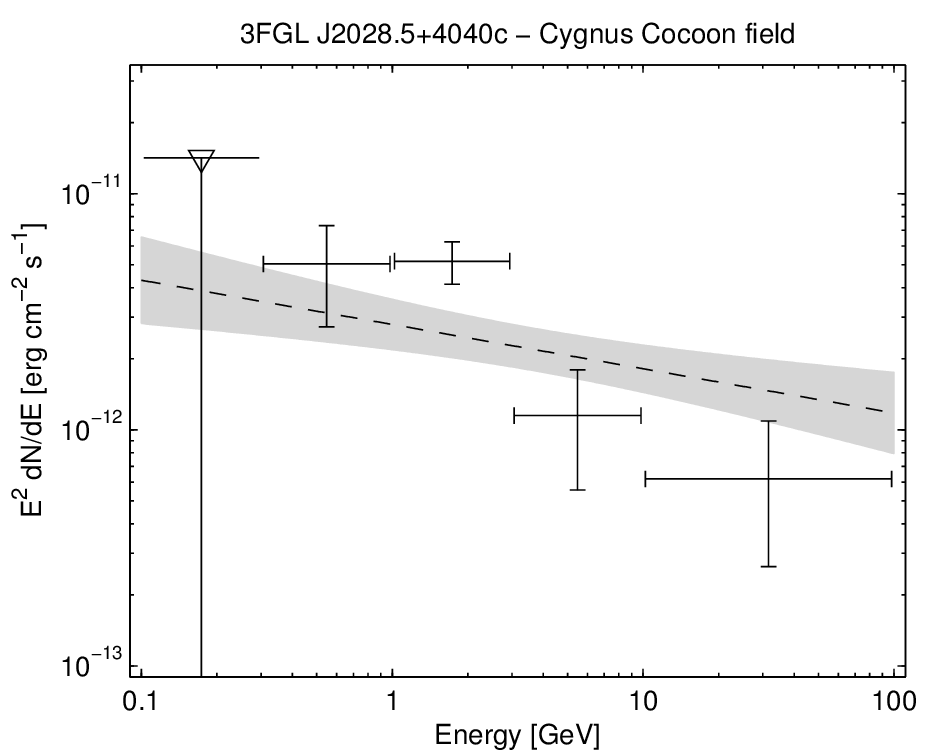 3FGL J2028.5+4040c − Cygnus Cocoon field
E² dN/dE [erg cm⁻² s⁻¹]
10⁻¹¹
10⁻¹²
10⁻¹³
0.1 1 10 100
Energy [GeV]